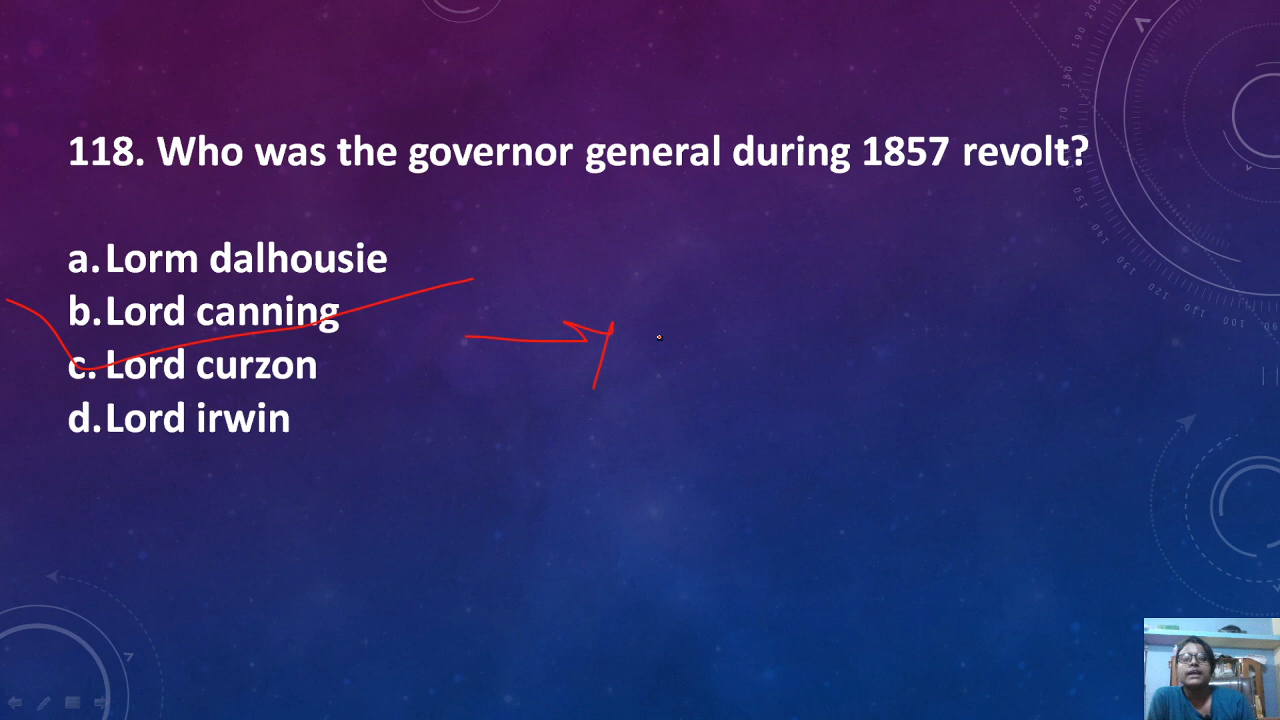 118. Who was the governor general during 1857 revolt?
a. Lorm dalhousie
b. Lord canning
c. Lord curzon
d. Lord irwin